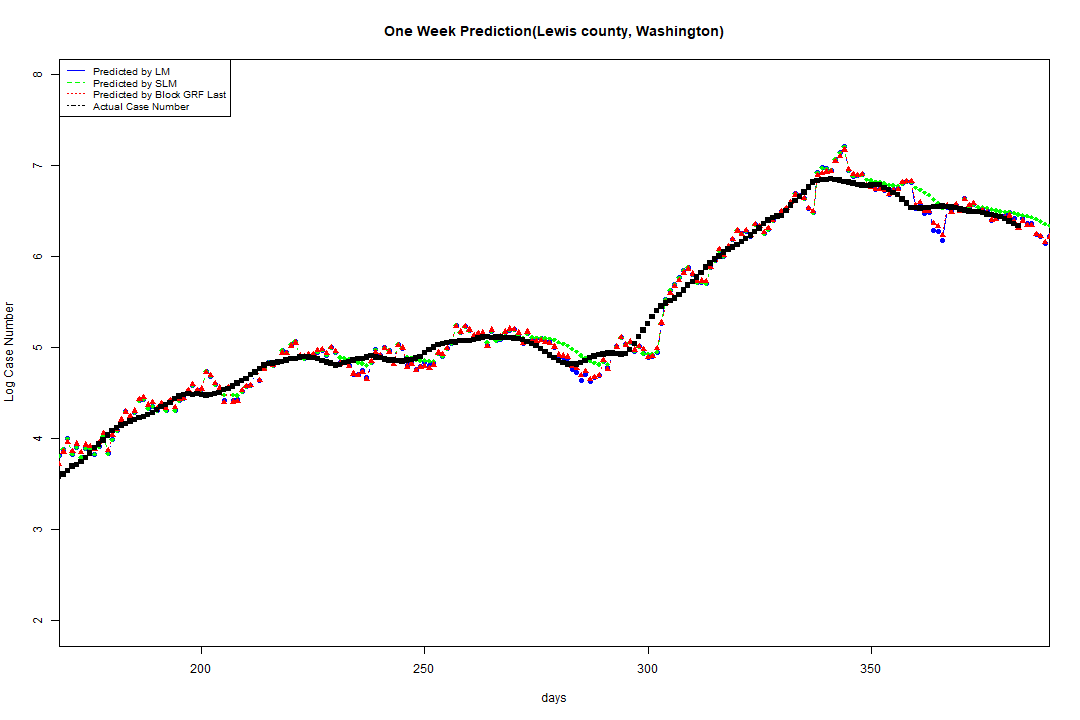 One Week Prediction(Lewis county, Washington)
Predicted by LM
Predicted by SLM
Predicted by Block GRF Last
Actual Case Number
8
7
6
5
4
3
2
Log Case Number
200 250 300 350
days